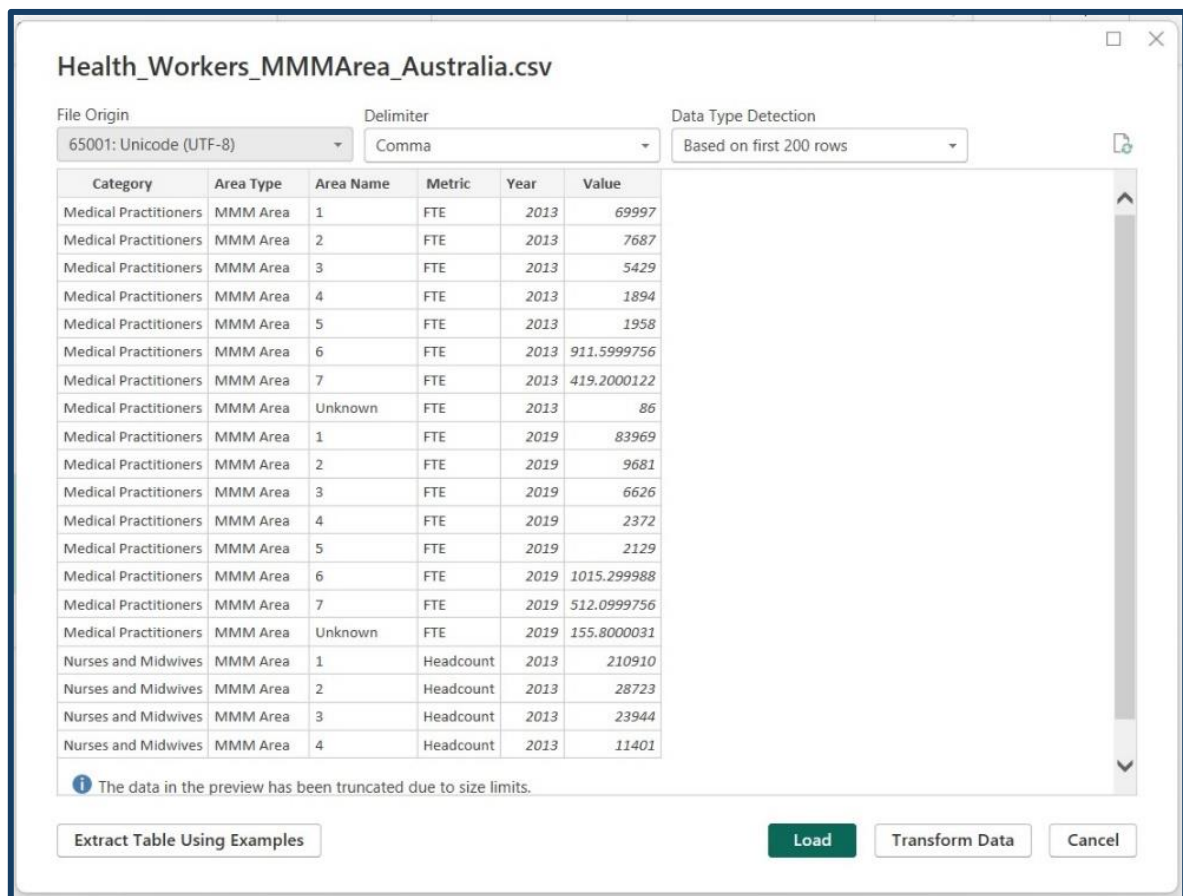 Health_Workers_MMMArea_Australia.csv
File Origin Delimiter Data Type Detection
65001: Unicode (UTF-8) Comma Based on first 200 rows
Category Area Type Area Name Metric Year Value
Medical Practitioners MMM Area 1 FTE 2013 69997
Medical Practitioners MMM Area 2 FTE 2013 7687
Medical Practitioners MMM Area 3 FTE 2013 5429
Medical Practitioners MMM Area 4 FTE 2013 1894
Medical Practitioners MMM Area 5 FTE 2013 1958
Medical Practitioners MMM Area 6 FTE 2013 911.5999756
Medical Practitioners MMM Area 7 FTE 2013 419.2000122
Medical Practitioners MMM Area Unknown FTE 2013 86
Medical Practitioners MMM Area 1 FTE 2019 83969
Medical Practitioners MMM Area 2 FTE 2019 9681
Medical Practitioners MMM Area 3 FTE 2019 6626
Medical Practitioners MMM Area 4 FTE 2019 2372
Medical Practitioners MMM Area 5 FTE 2019 2129
Medical Practitioners MMM Area 6 FTE 2019 1015.299988
Medical Practitioners MMM Area 7 FTE 2019 512.0999756
Medical Practitioners MMM Area Unknown FTE 2019 155.8000031
Nurses and Midwives MMM Area 1 Headcount 2013 210910
Nurses and Midwives MMM Area 2 Headcount 2013 28723
Nurses and Midwives MMM Area 3 Headcount 2013 23944
Nurses and Midwives MMM Area 4 Headcount 2013 11401
The data in the preview has been truncated due to size limits.
Extract Table Using Examples Load Transform Data Cancel